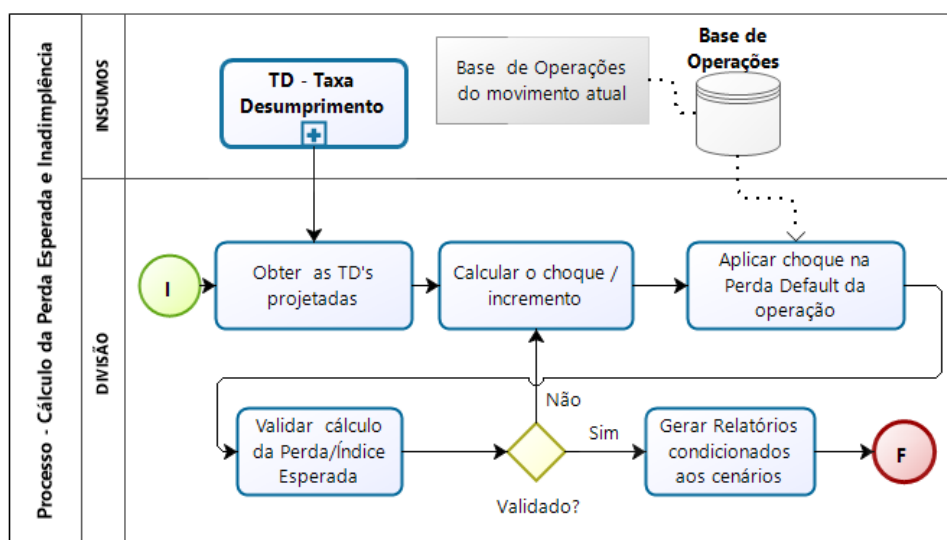 Processo - Cálculo da Perda Esperada e Inadimplência
INSUMOS
TD - Taxa
Desumprimento
Base de Operações
do movimento atual
Base de
Operações
DIVISÃO
I
Obter as TD's
projetadas
Calcular o choque /
incremento
Aplicar choque na
Perda Default da
operação
Validar cálculo
da Perda/Índice
Esperada
Não
Sim
Validado?
Gerar Relatórios
condicionados
aos cenários
F